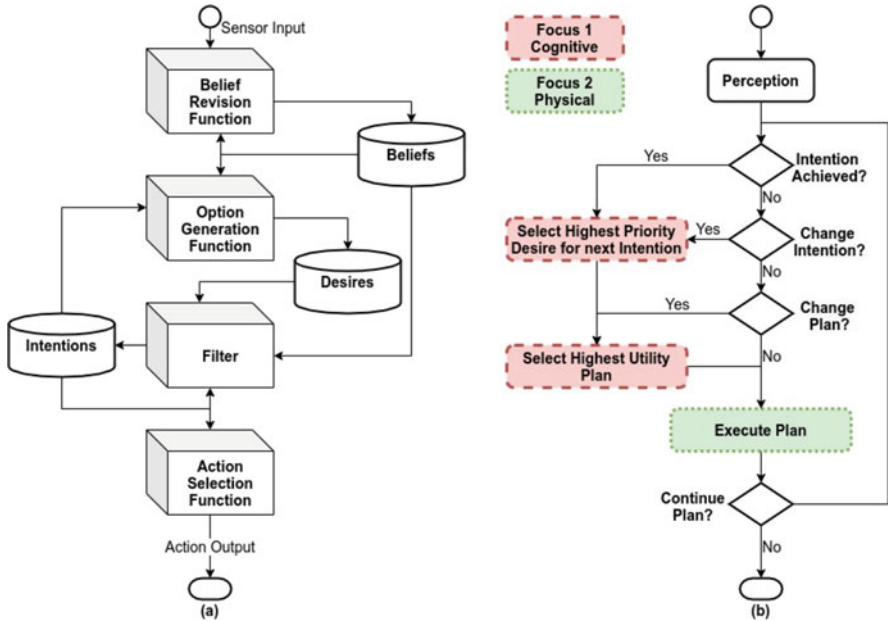 Sensor Input
Belief
Revision
Function
Beliefs
Option
Generation
Function
Desires
Intentions
Filter
Action
Selection
Function
Action Output
(a)
Focus 1
Cognitive
Focus 2
Physical
Perception
Yes
Intention
Achieved?
No
Select Highest Priority
Desire for next Intention
Yes
Change
Intention?
No
Yes
Change
Plan?
Select Highest Utility
Plan
No
Execute Plan
Continue
Plan?
No
(b)